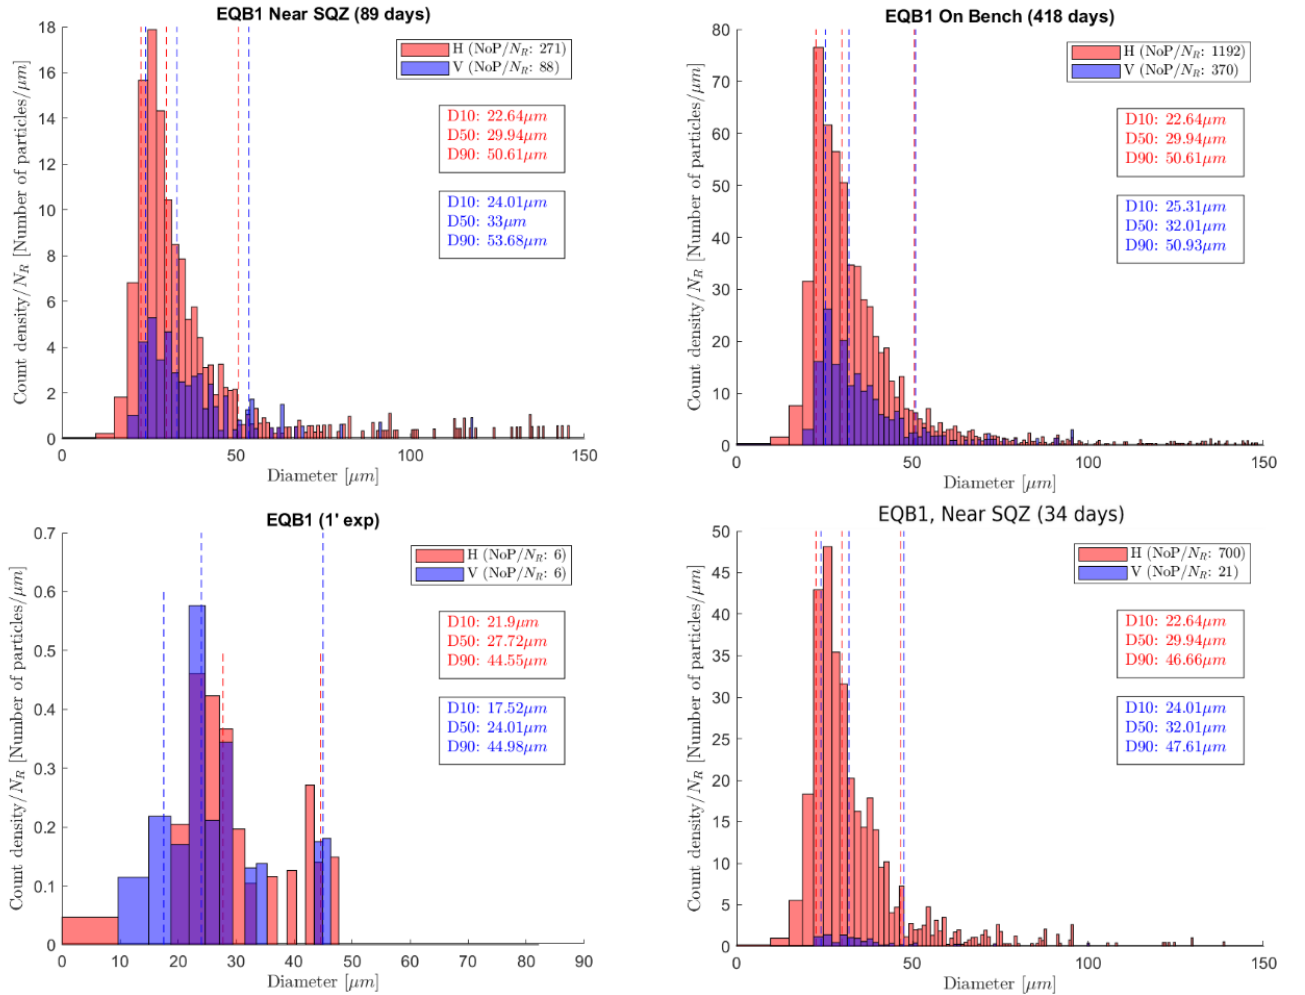 EQB1 Near SQZ (89 days)
Count density/N_R [Number of particles/μm]
18
16
14
12
10
8
6
4
2
0
H (NoP/N_R: 271)
V (NoP/N_R: 88)
D10: 22.64μm
D50: 29.94μm
D90: 50.61μm
D10: 24.01μm
D50: 33μm
D90: 53.68μm
0 50 100 150
Diameter [μm]
EQB1 On Bench (418 days)
Count density/N_R [Number of particles/μm]
80
70
60
50
40
30
20
10
0
H (NoP/N_R: 1192)
V (NoP/N_R: 370)
D10: 22.64μm
D50: 29.94μm
D90: 50.61μm
D10: 25.31μm
D50: 32.01μm
D90: 50.93μm
0 50 100 150
Diameter [μm]
EQB1 (1' exp)
Count density/N_R [Number of particles/μm]
0.7
0.6
0.5
0.4
0.3
0.2
0.1
0
H (NoP/N_R: 6)
V (NoP/N_R: 6)
D10: 21.9μm
D50: 27.72μm
D90: 44.55μm
D10: 17.52μm
D50: 24.01μm
D90: 44.98μm
0 10 20 30 40 50 60 70 80 90
Diameter [μm]
EQB1, Near SQZ (34 days)
Count density/N_R [Number of particles/μm]
50
45
40
35
30
25
20
15
10
5
0
H (NoP/N_R: 700)
V (NoP/N_R: 21)
D10: 22.64μm
D50: 29.94μm
D90: 46.66μm
D10: 24.01μm
D50: 32.01μm
D90: 47.61μm
0 50 100 150
Diameter [μm]